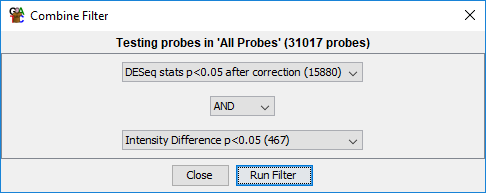 Combine Filter
Testing probes in 'All Probes' (31017 probes)
DESeq stats p<0.05 after correction (15880)
AND
Intensity Difference p<0.05 (467)
Close Run Filter